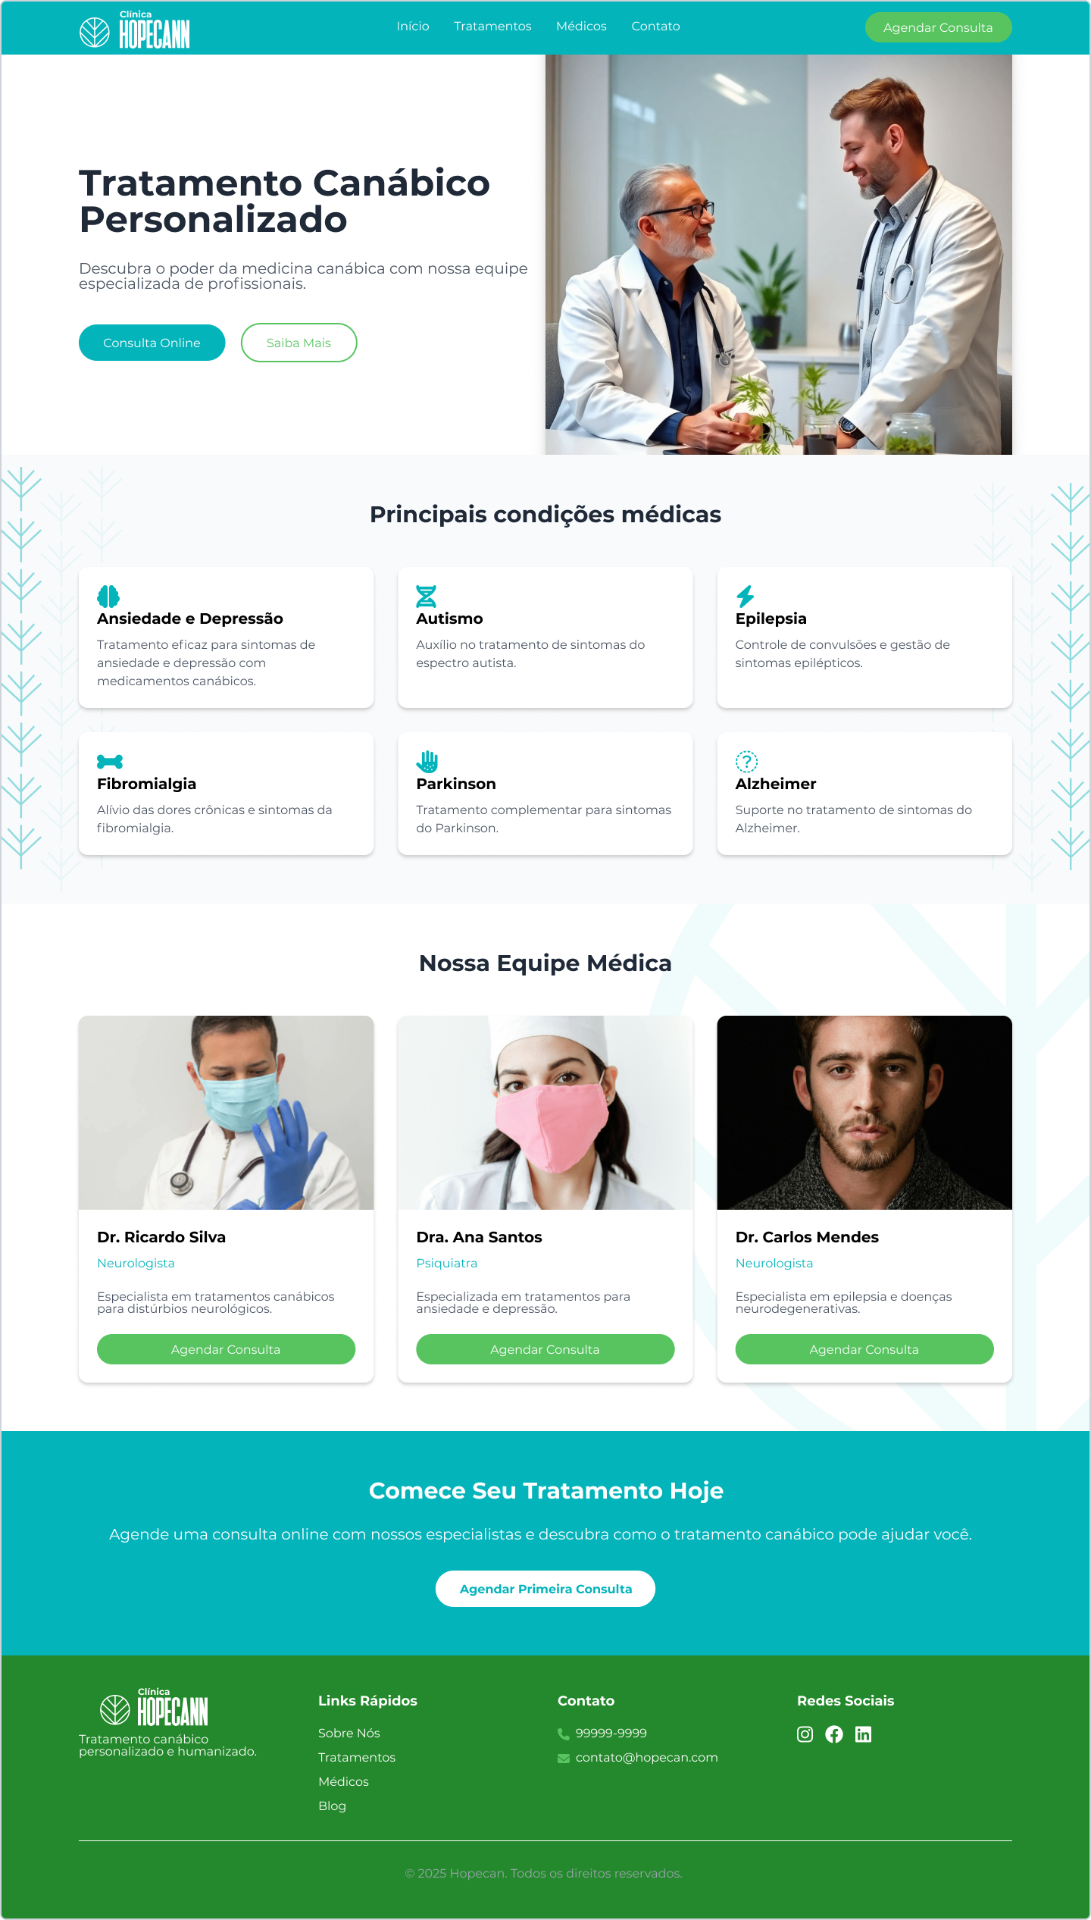 Clínica
HOPECANN
Início
Tratamentos
Médicos
Contato
Agendar Consulta
Tratamento Canábico
Personalizado
Descubra o poder da medicina canábica com nossa equipe
especializada de profissionais.
Consulta Online
Saiba Mais
Principais condições médicas
Ansiedade e Depressão
Tratamento eficaz para sintomas de
ansiedade e depressão com
medicamentos canábicos.
Autismo
Auxílio no tratamento de sintomas do
espectro autista.
Epilepsia
Controle de convulsões e gestão de
sintomas epilépticos.
Fibromialgia
Alívio das dores crônicas e sintomas da
fibromialgia.
Parkinson
Tratamento complementar para sintomas
do Parkinson.
?
Alzheimer
Suporte no tratamento de sintomas do
Alzheimer.
Nossa Equipe Médica
Dr. Ricardo Silva
Neurologista
Especialista em tratamentos canábicos
para distúrbios neurológicos.
Agendar Consulta
Dra. Ana Santos
Psiquiatra
Especializada em tratamentos para
ansiedade e depressão.
Agendar Consulta
Dr. Carlos Mendes
Neurologista
Especialista em epilepsia e doenças
neurodegenerativas.
Agendar Consulta
Comece Seu Tratamento Hoje
Agende uma consulta online com nossos especialistas e descubra como o tratamento canábico pode ajudar você.
Agendar Primeira Consulta
Clínica
HOPECANN
Tratamento canábico
personalizado e humanizado.
Links Rápidos
Sobre Nós
Tratamentos
Médicos
Blog
Contato
99999-9999
contato@hopecan.com
Redes Sociais
© 2025 Hopecan. Todos os direitos reservados.